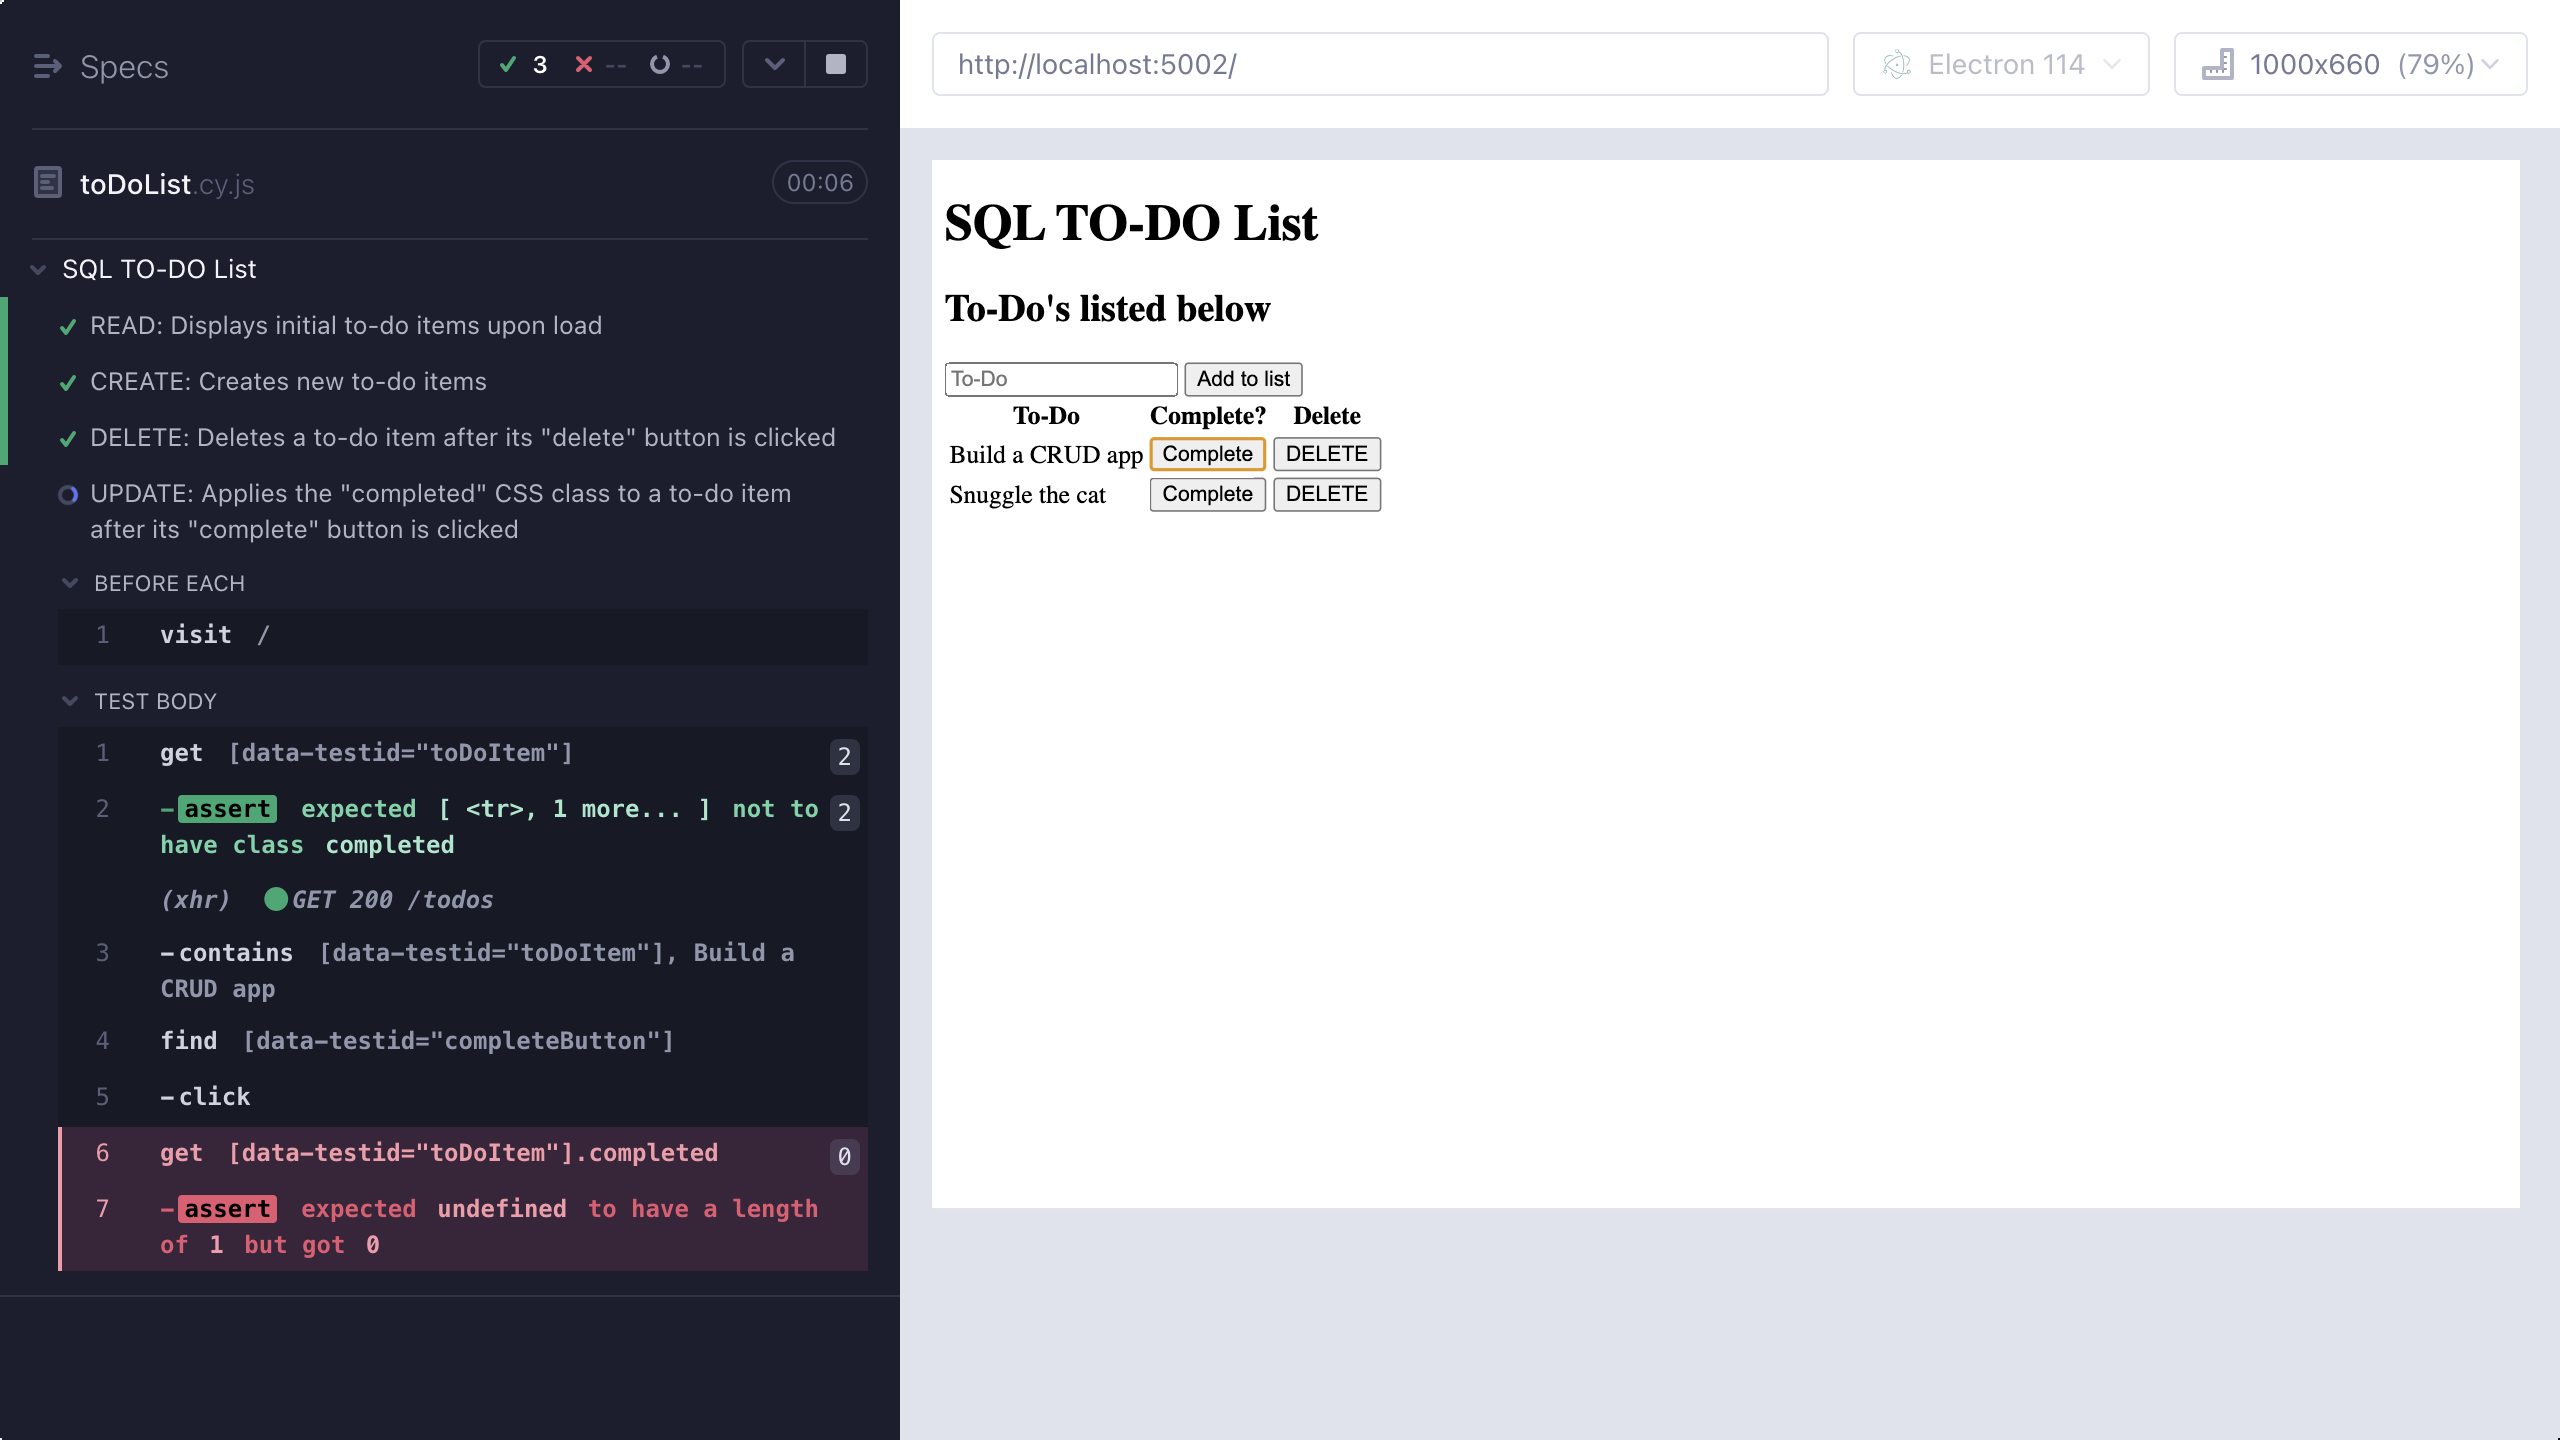 Specs
3 -- --
toDoList.cy.js 00:06
SQL TO-DO List
READ: Displays initial to-do items upon load
CREATE: Creates new to-do items
DELETE: Deletes a to-do item after its "delete" button is clicked
UPDATE: Applies the "completed" CSS class to a to-do item
after its "complete" button is clicked
BEFORE EACH
1 visit /
TEST BODY
1 get [data-testid="toDoItem"] 2
2 -assert expected [ <tr>, 1 more... ] not to 2
have class completed
(xhr) GET 200 /todos
3 -contains [data-testid="toDoItem"], Build a
CRUD app
4 find [data-testid="completeButton"]
5 -click
6 get [data-testid="toDoItem"].completed 0
7 -assert expected undefined to have a length
of 1 but got 0
http://localhost:5002/
Electron 114
1000x660 (79%)
SQL TO-DO List
To-Do's listed below
To-Do Add to list
To-Do Complete? Delete
Build a CRUD app Complete DELETE
Snuggle the cat Complete DELETE